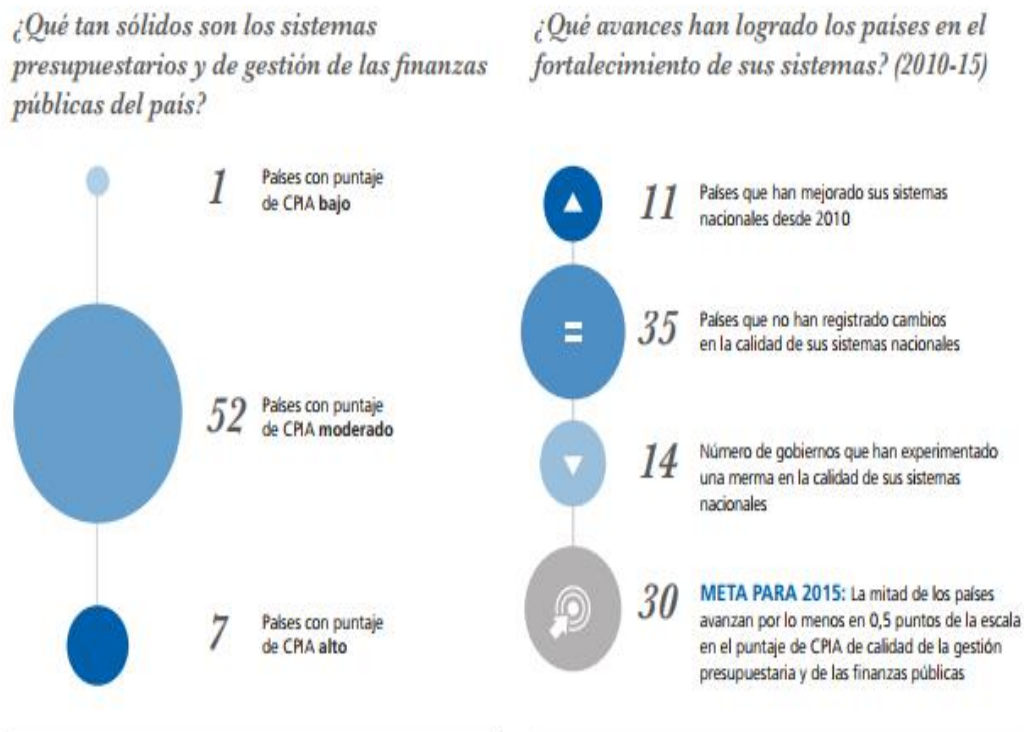 ¿Qué tan sólidos son los sistemas
presupuestarios y de gestión de las finanzas
públicas del país?
1
Países con puntaje
de CPIA bajo
52
Países con puntaje
de CPIA moderado
7
Países con puntaje
de CPIA alto
¿Qué avances han logrado los países en el
fortalecimiento de sus sistemas? (2010-15)
11
Países que han mejorado sus sistemas
nacionales desde 2010
35
Países que no han registrado cambios
en la calidad de sus sistemas nacionales
14
Número de gobiernos que han experimentado
una merma en la calidad de sus sistemas
nacionales
30
META PARA 2015: La mitad de los países
avanzan por lo menos en 0,5 puntos de la escala
en el puntaje de CPIA de calidad de la gestión
presupuestaria y de las finanzas públicas